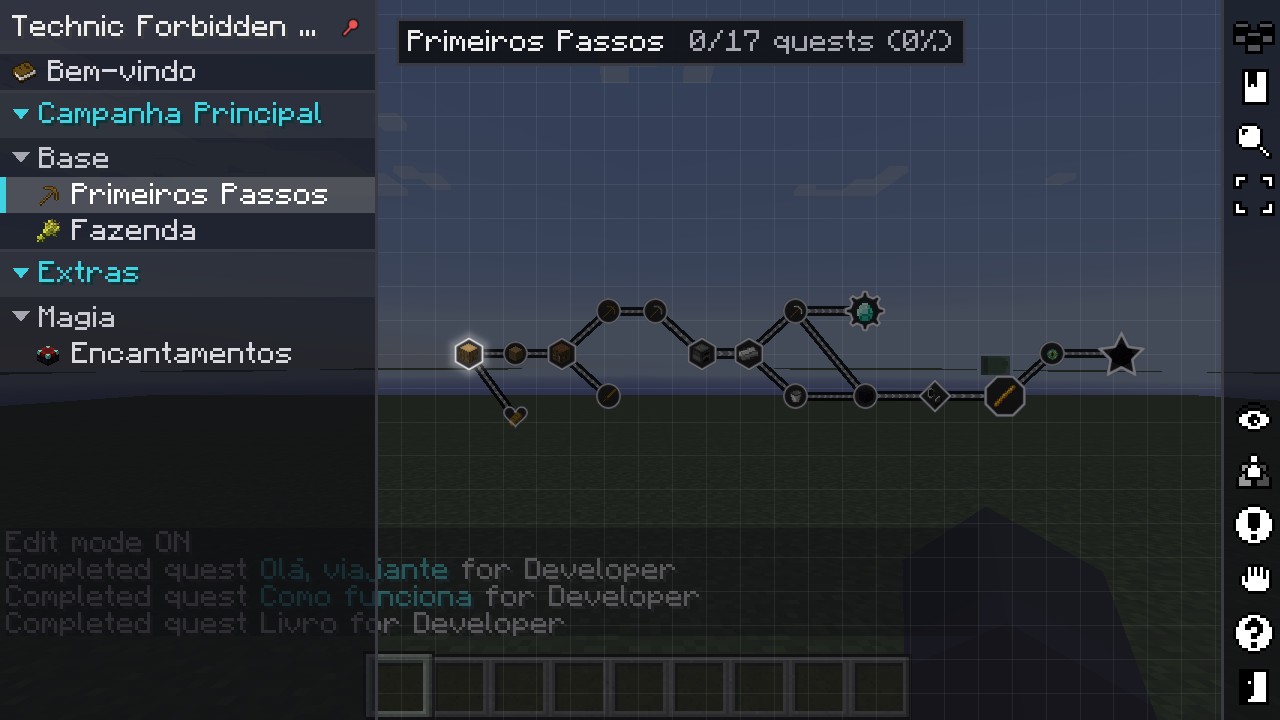 Technic Forbidden ...
Primeiros Passos 0/17 quests (0%)
Bem-vindo
Campanha Principal
Base
Primeiros Passos
Fazenda
Extras
Magia
Encantamentos
Edit mode ON
Completed quest Olá, viajante for Developer
Completed quest Como funciona for Developer
Completed quest Livro for Developer